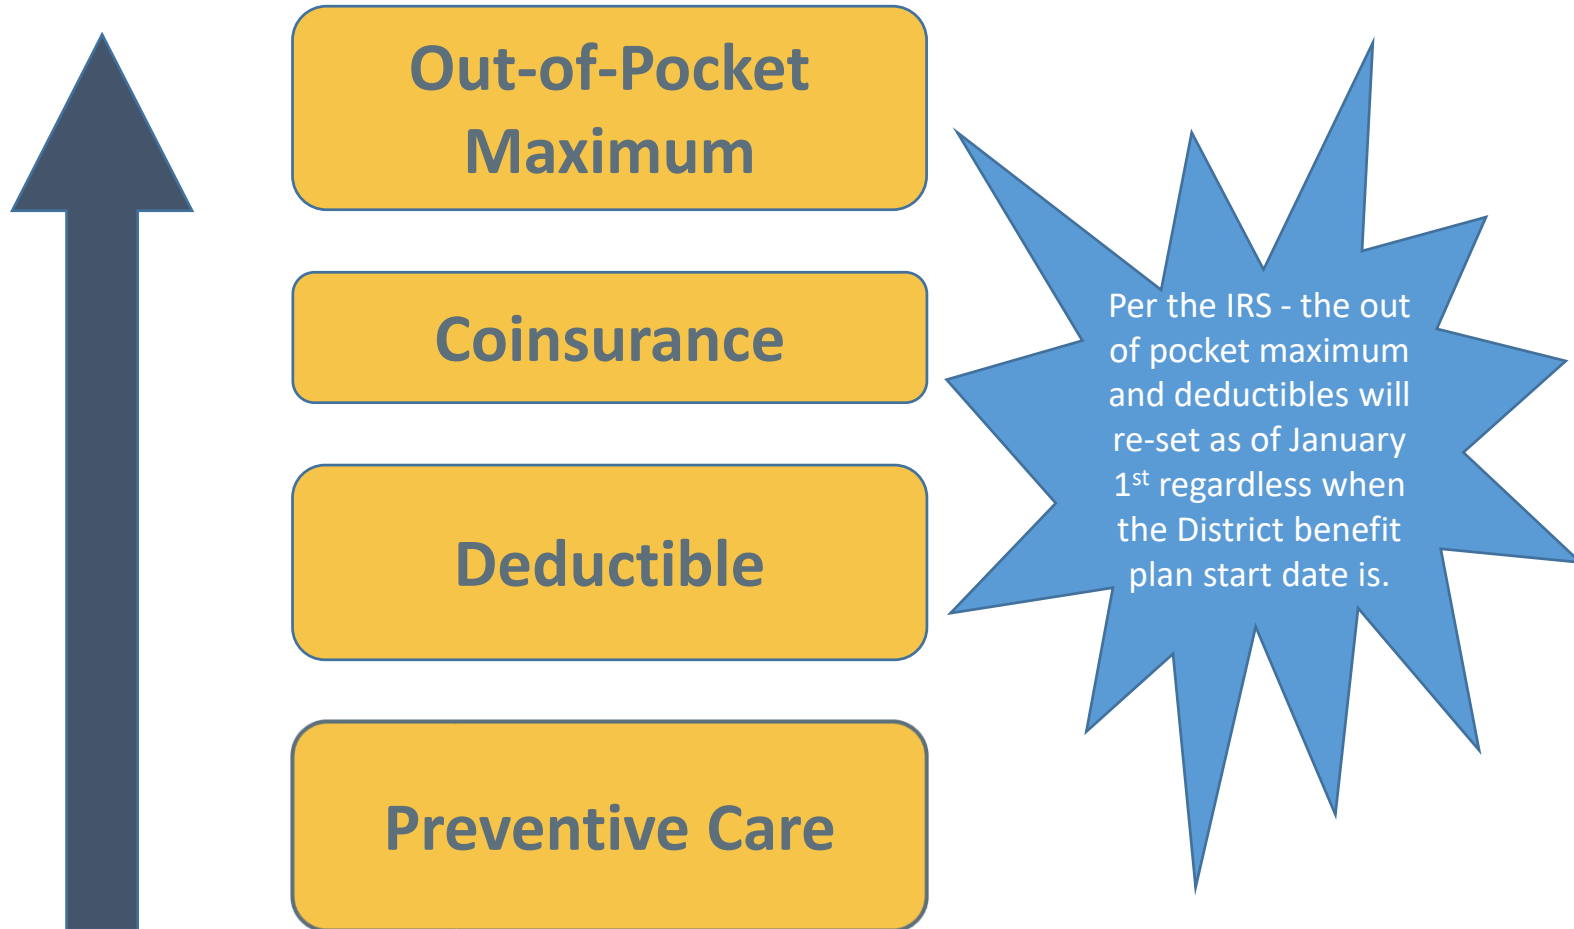 Out-of-Pocket
Maximum
Coinsurance
Deductible
Preventive Care
Per the IRS - the out
of pocket maximum
and deductibles will
re-set as of January
1st regardless when
the District benefit
plan start date is.